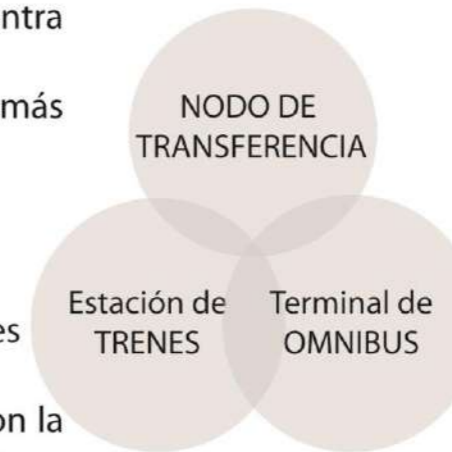 ntra
más
NODO DE
TRANSFERENCIA
Estación de
TRENES
Terminal de
OMNIBUS
es
on la